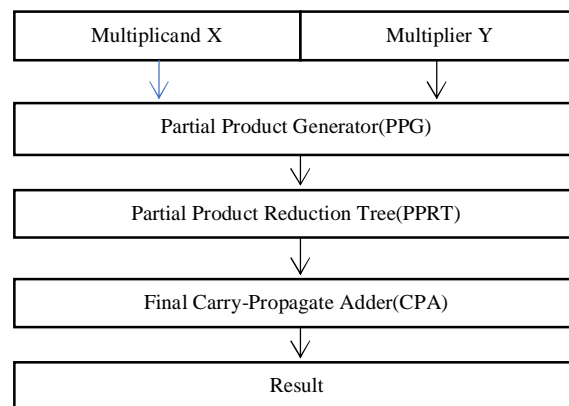 Multiplicand X
Multiplier Y
Partial Product Generator(PPG)
Partial Product Reduction Tree(PPRT)
Final Carry-Propagate Adder(CPA)
Result